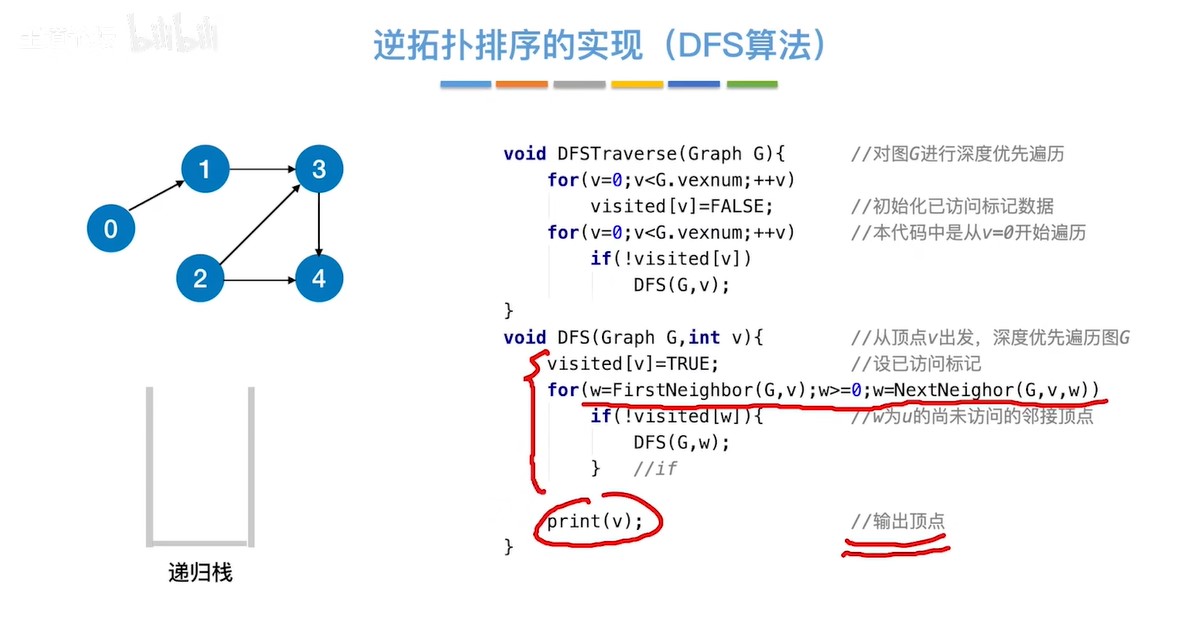 bilibili
逆拓扑排序的实现（DFS算法）
1
3
0
2
4
void DFSTraverse(Graph G){ //对图G进行深度优先遍历
for(v=0;v<G.vexnum;++v)
visited[v]=FALSE; //初始化已访问标记数据
for(v=0;v<G.vexnum;++v) //本代码中是从v=0开始遍历
if(!visited[v])
DFS(G,v);
}
void DFS(Graph G,int v){ //从顶点v出发，深度优先遍历图G
visited[v]=TRUE; //设已访问标记
for(w=FirstNeighbor(G,v);w>=0;w=NextNeighor(G,v,w))
if(!visited[w]){ //w为u的尚未访问的邻接顶点
DFS(G,w);
} //if
print(v); //输出顶点
}
递归栈